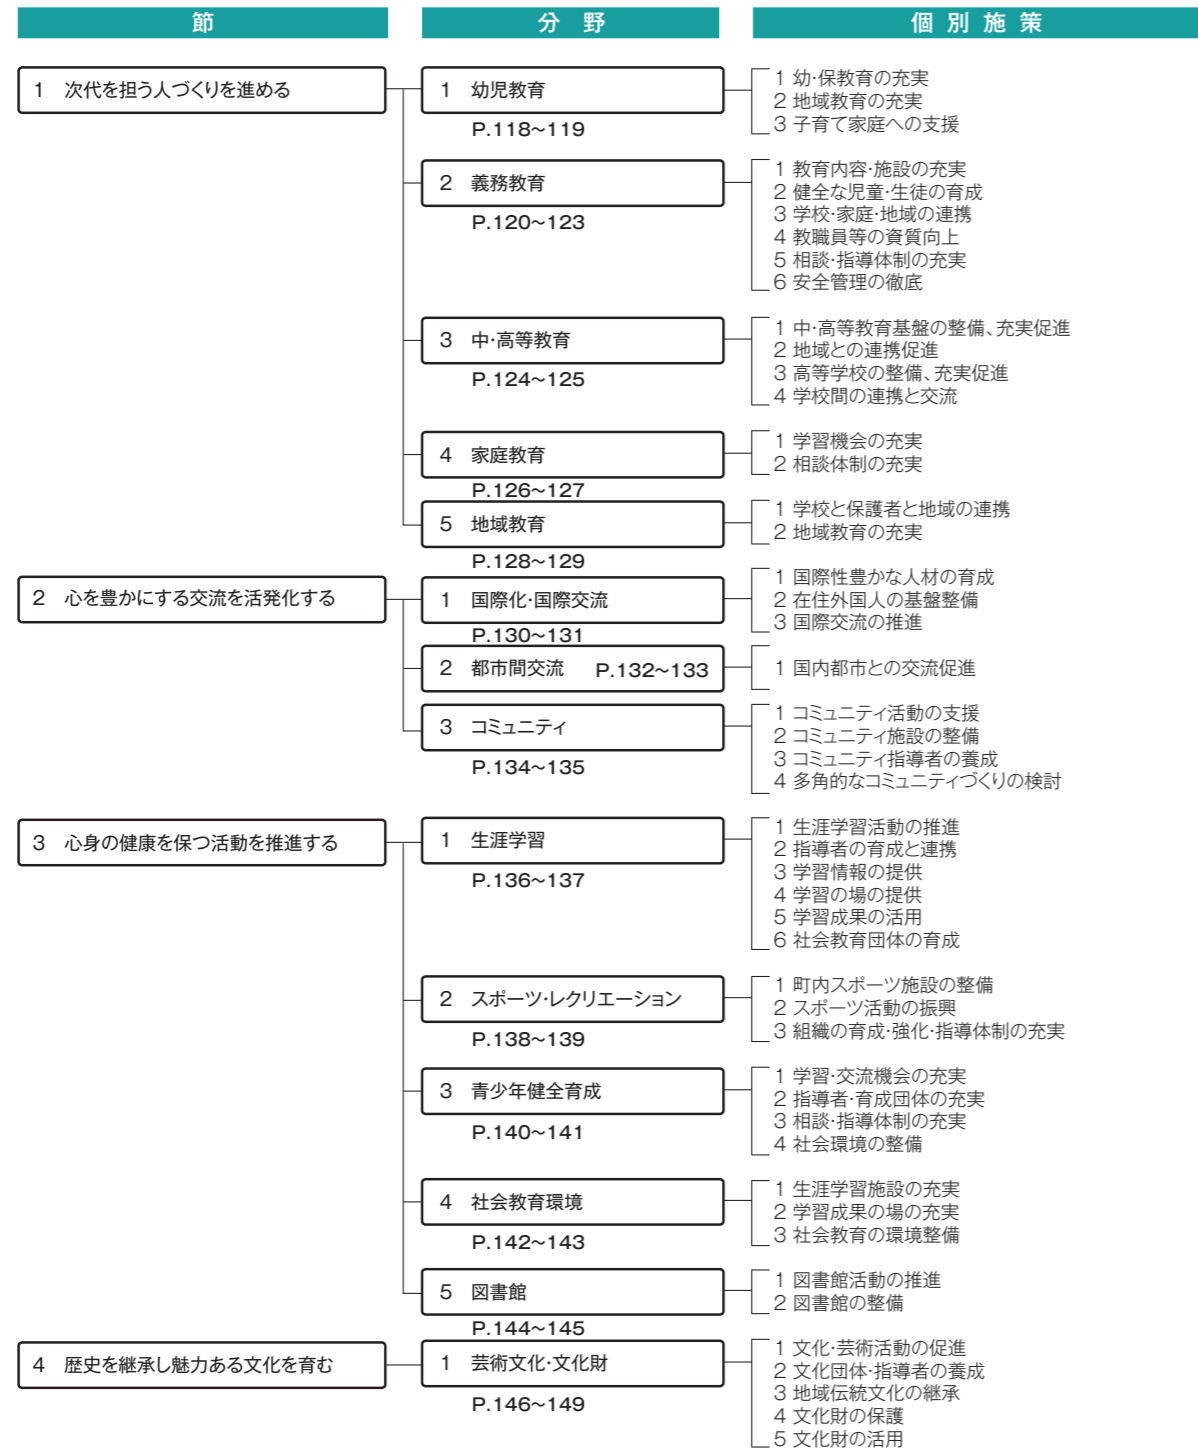 節 分野 個別施策
1 次代を担う人づくりを進める
1 幼児教育
P.118～119
1 幼・保教育の充実
2 地域教育の充実
3 子育て家庭への支援
2 義務教育
P.120～123
1 教育内容・施設の充実
2 健全な児童・生徒の育成
3 学校・家庭・地域の連携
4 教職員等の資質向上
5 相談・指導体制の充実
6 安全管理の徹底
3 中・高等教育
P.124～125
1 中・高等教育基盤の整備、充実促進
2 地域との連携促進
3 高等学校の整備、充実促進
4 学校間の連携と交流
4 家庭教育
P.126～127
1 学習機会の充実
2 相談体制の充実
5 地域教育
P.128～129
1 学校と保護者と地域の連携
2 地域教育の充実
2 心を豊かにする交流を活発化する
1 国際化・国際交流
P.130～131
1 国際性豊かな人材の育成
2 在住外国人の基盤整備
3 国際交流の推進
2 都市間交流 P.132～133
1 国内都市との交流促進
3 コミュニティ
P.134～135
1 コミュニティ活動の支援
2 コミュニティ施設の整備
3 コミュニティ指導者の養成
4 多角的なコミュニティづくりの検討
3 心身の健康を保つ活動を推進する
1 生涯学習
P.136～137
1 生涯学習活動の推進
2 指導者の育成と連携
3 学習情報の提供
4 学習の場の提供
5 学習成果の活用
6 社会教育団体の育成
2 スポーツ・レクリエーション
P.138～139
1 町内スポーツ施設の整備
2 スポーツ活動の振興
3 組織の育成・強化・指導体制の充実
3 青少年健全育成
P.140～141
1 学習・交流機会の充実
2 指導者・育成団体の充実
3 相談・指導体制の充実
4 社会環境の整備
4 社会教育環境
P.142～143
1 生涯学習施設の充実
2 学習成果の場の充実
3 社会教育の環境整備
5 図書館
P.144～145
1 図書館活動の推進
2 図書館の整備
4 歴史を継承し魅力ある文化を育む
1 芸術文化・文化財
P.146～149
1 文化・芸術活動の促進
2 文化団体・指導者の養成
3 地域伝統文化の継承
4 文化財の保護
5 文化財の活用